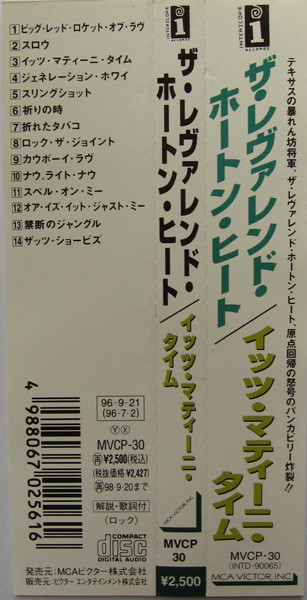 1 ビッグ・レッド・ロケット・オブ・ラヴ
2 スロウ
3 イッツ・マティーニ・タイム
4 ジェネレーション・ホワイ
5 スリングショット
6 祈りの時
7 折れたタバコ
8 ロック・ザ・ジョイント
9 カウボーイ・ラヴ
10 ナウ、ライト・ナウ
11 スペル・オン・ミー
12 オア・イズ・イット・ジャスト・ミー
13 禁断のジャングル
14 ザッツ・ショービズ
4 988067 025616
96・9・21
(96・7・2)
Ⓨ Ⓧ
MVCP-30
再 ¥2,500(税込)
(税抜価格 ¥2,427)
再 '98・9・20まで
解説・歌詞付
〈ロック〉
COMPACT
disc
DIGITAL AUDIO
発売元:MCAビクター株式会社
販売元:ビクター エンタテインメント株式会社
i
RECORDS
ザ・レヴァレンド・
ホートン・ヒート
イッツ・マティーニ・
タイム
MCA VICTOR, INC.
MVCP
30
¥2,500
i
RECORDS
ザ・レヴァレンド・
ホートン・ヒート
イッツ・マティーニ・
タイム
テキサスの暴れん坊将軍、ザ・レヴァレンド・ホートン・ヒート、原点回帰の怒号のパンカビリー炸裂!!
MVCP-30
(INTD-90065)
MCA VICTOR, INC.